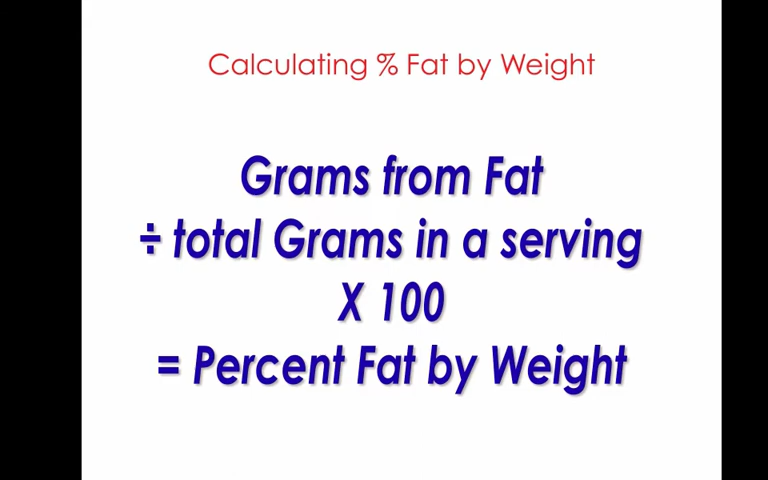 Calculating % Fat by Weight
Grams from Fat
÷ total Grams in a serving
X 100
= Percent Fat by Weight